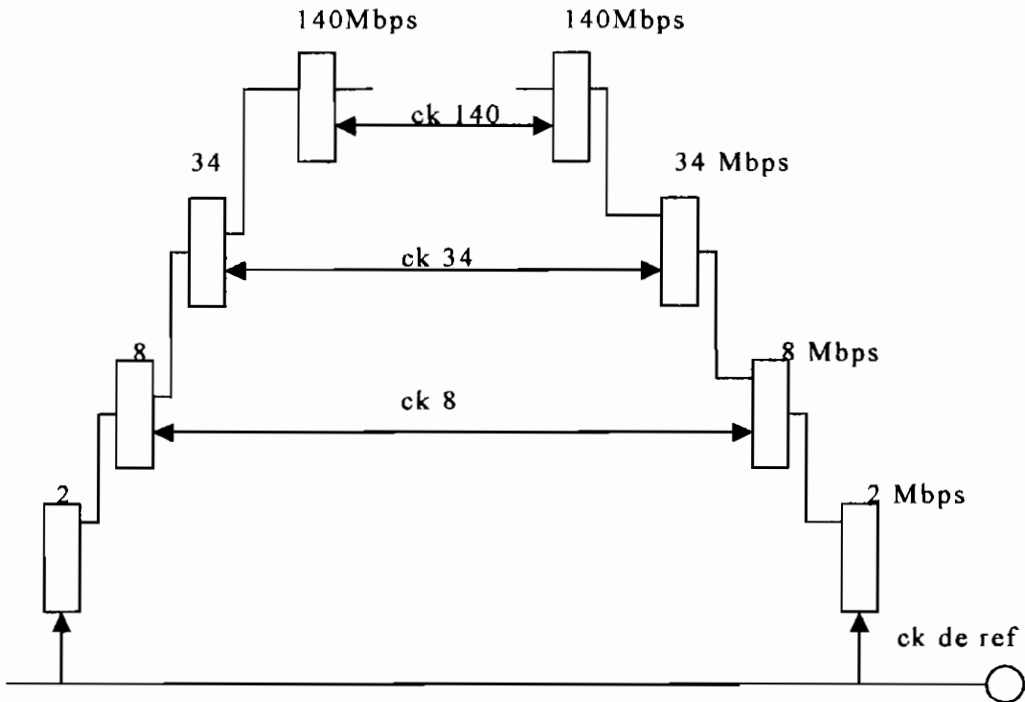 140Mbps 140Mbps
ck 140
34 34 Mbps
ck 34
8 8 Mbps
ck 8
2 2 Mbps
ck de ref